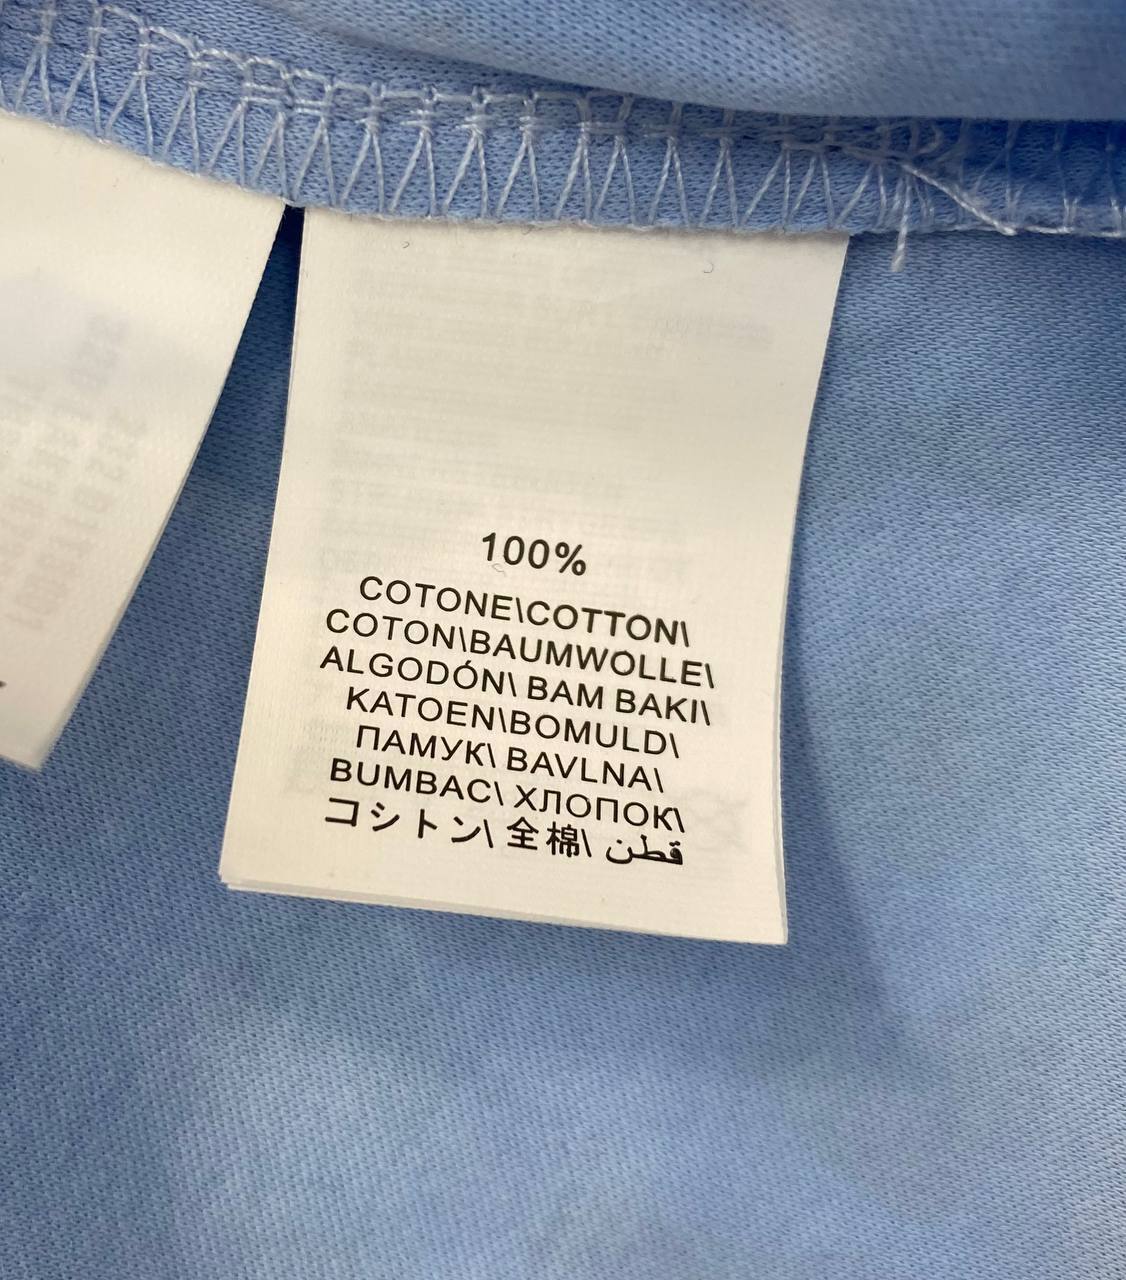 100%
COTONE\COTTON\
COTON\BAUMWOLLE\
ALGODÓN\ BAM BAKI\
KATOEN\BOMULD\
ПАМУК\ BAVLNA\
BUMBAC\ ХЛОПОК\
コシトン\ 全棉\ قطن